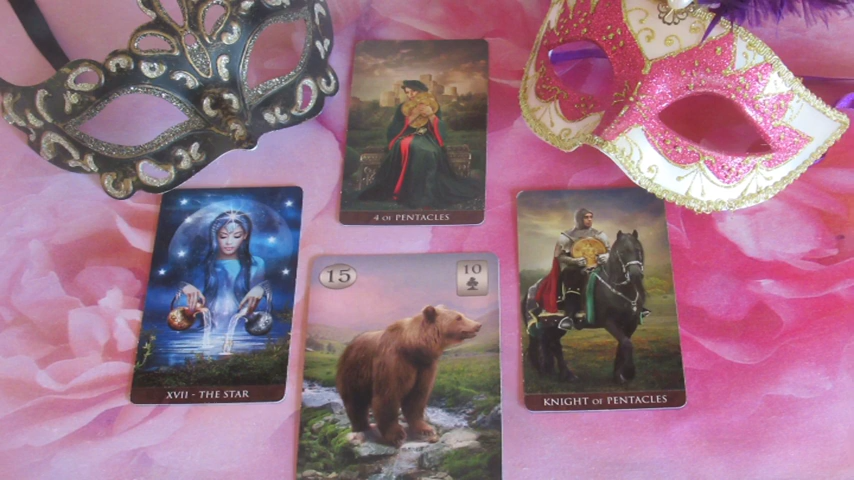 4 OF PENTACLES
XVII - THE STAR
15
10
KNIGHT OF PENTACLES